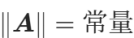 ‖A‖ = 常量